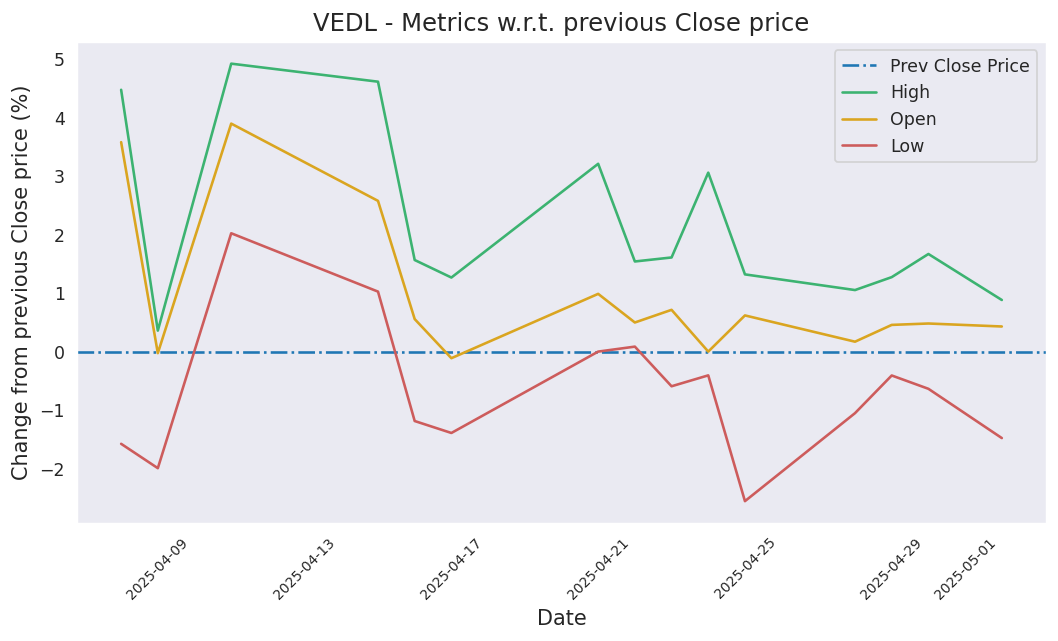 VEDL - Metrics w.r.t. previous Close price
Change from previous Close price (%)
5
4
3
2
1
0
−1
−2
Prev Close Price
High
Open
Low
2025-04-09
2025-04-13
2025-04-17
2025-04-21
2025-04-25
2025-04-29
2025-05-01
Date